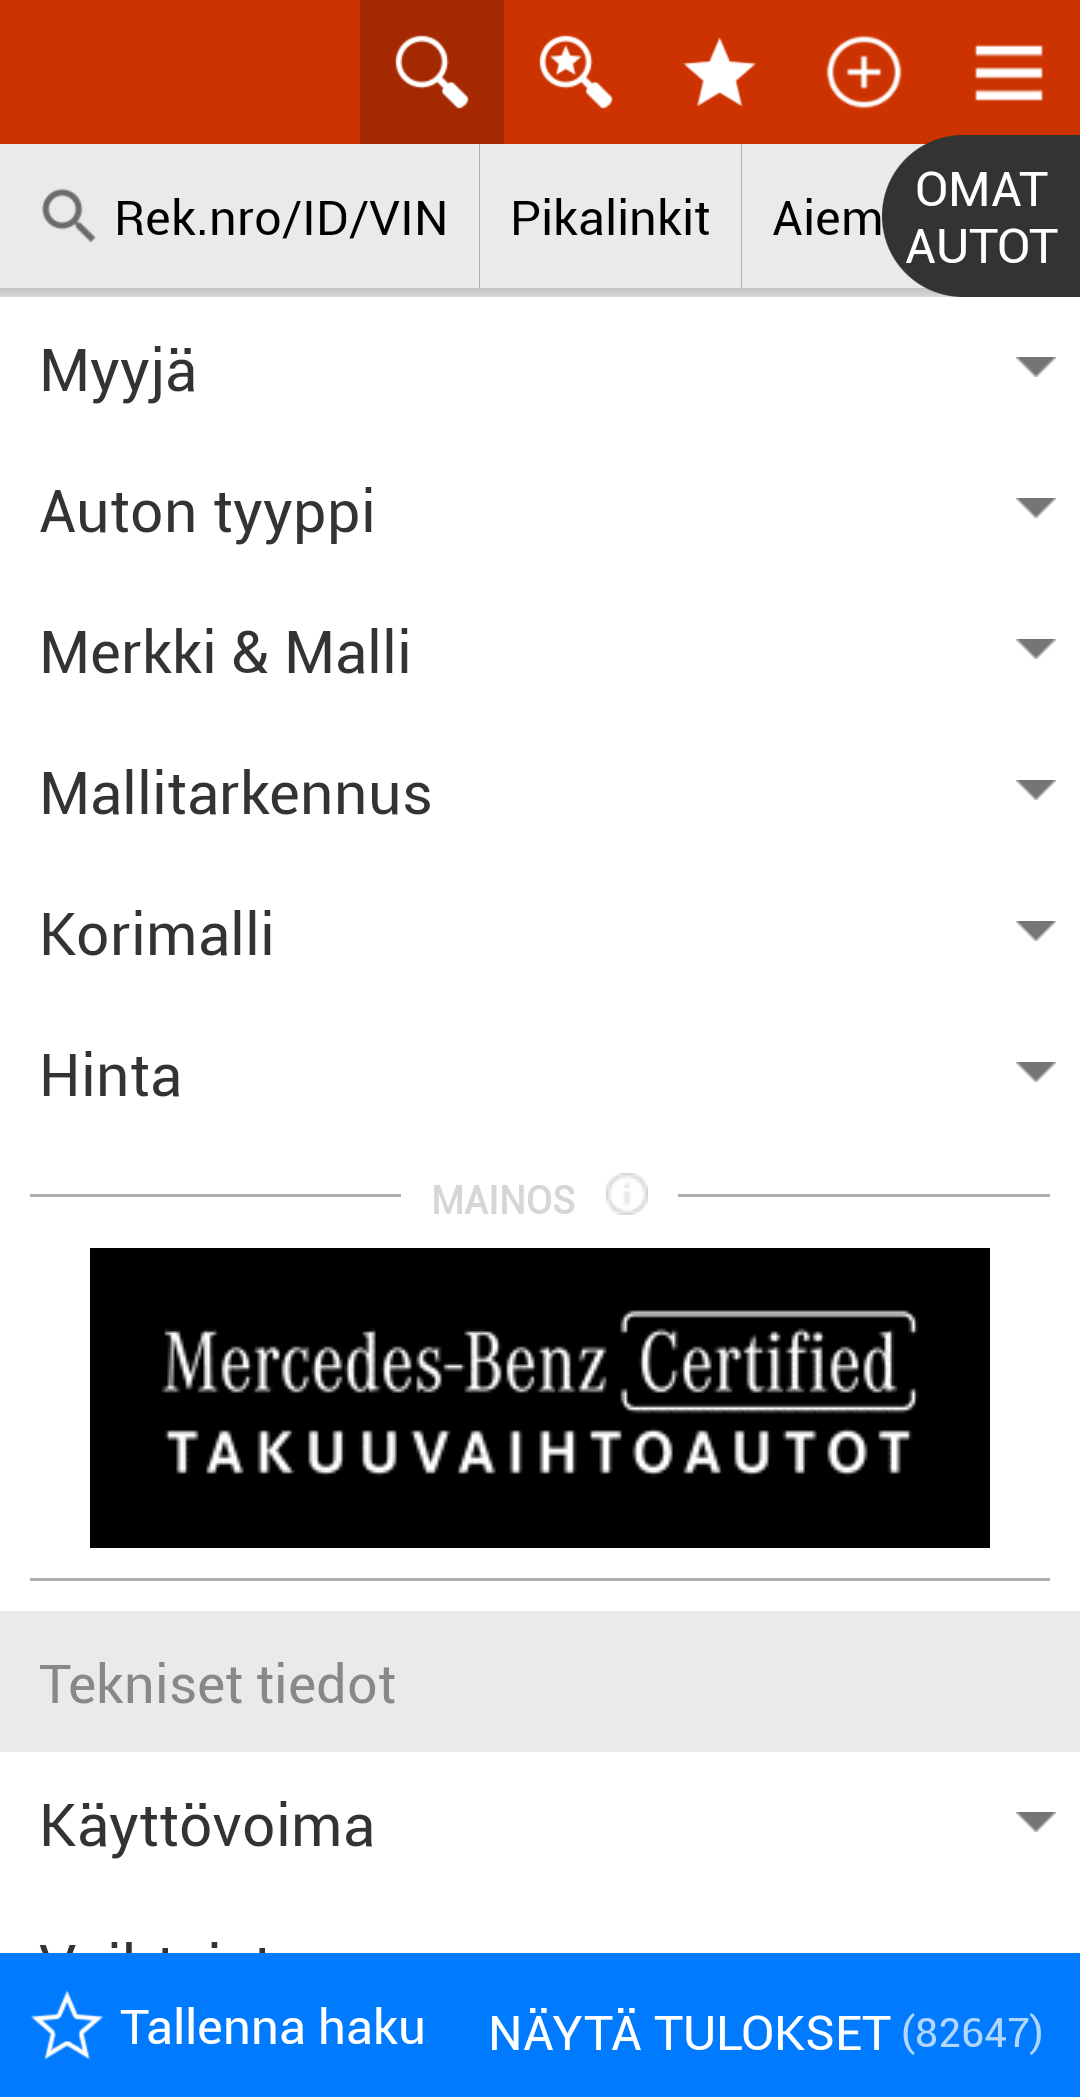 Rek.nro/ID/VIN
Pikalinkit
Aiem
OMAT
AUTOT
Myyjä
Auton tyyppi
Merkki & Malli
Mallitarkennus
Korimalli
Hinta
MAINOS
Mercedes-Benz Certified
TAKUUVAIHTOAUTOT
Tekniset tiedot
Käyttövoima
Tallenna haku
NÄYTÄ TULOKSET (82647)